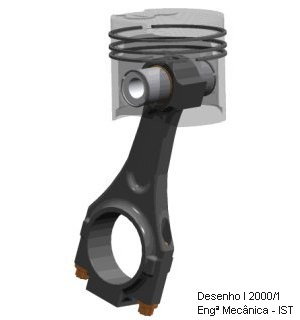 Desenho I 2000/1
Engª Mecânica - IST